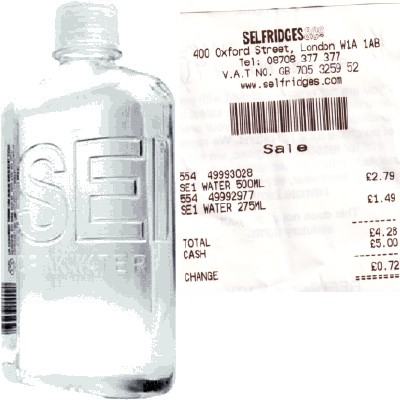 SE1
WATER
SELFRIDGES&Co
400 Oxford Street, London W1A 1AB
Tel: 08708 377 377
V.A.T NO. GB 705 3259 52
www.selfridges.com
Sale
554 49993028 £2.79
SE1 WATER 500ML
554 49992977 £1.49
SE1 WATER 275ML
£4.28
TOTAL £5.00
CASH
CHANGE £0.72